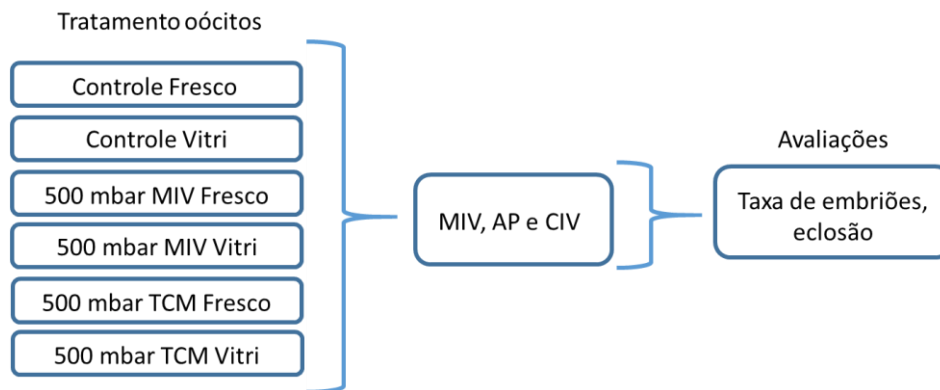 Tratamento oócitos
Controle Fresco
Controle Vitri
500 mbar MIV Fresco
500 mbar MIV Vitri
500 mbar TCM Fresco
500 mbar TCM Vitri
MIV, AP e CIV
Avaliações
Taxa de embriões,
eclosão